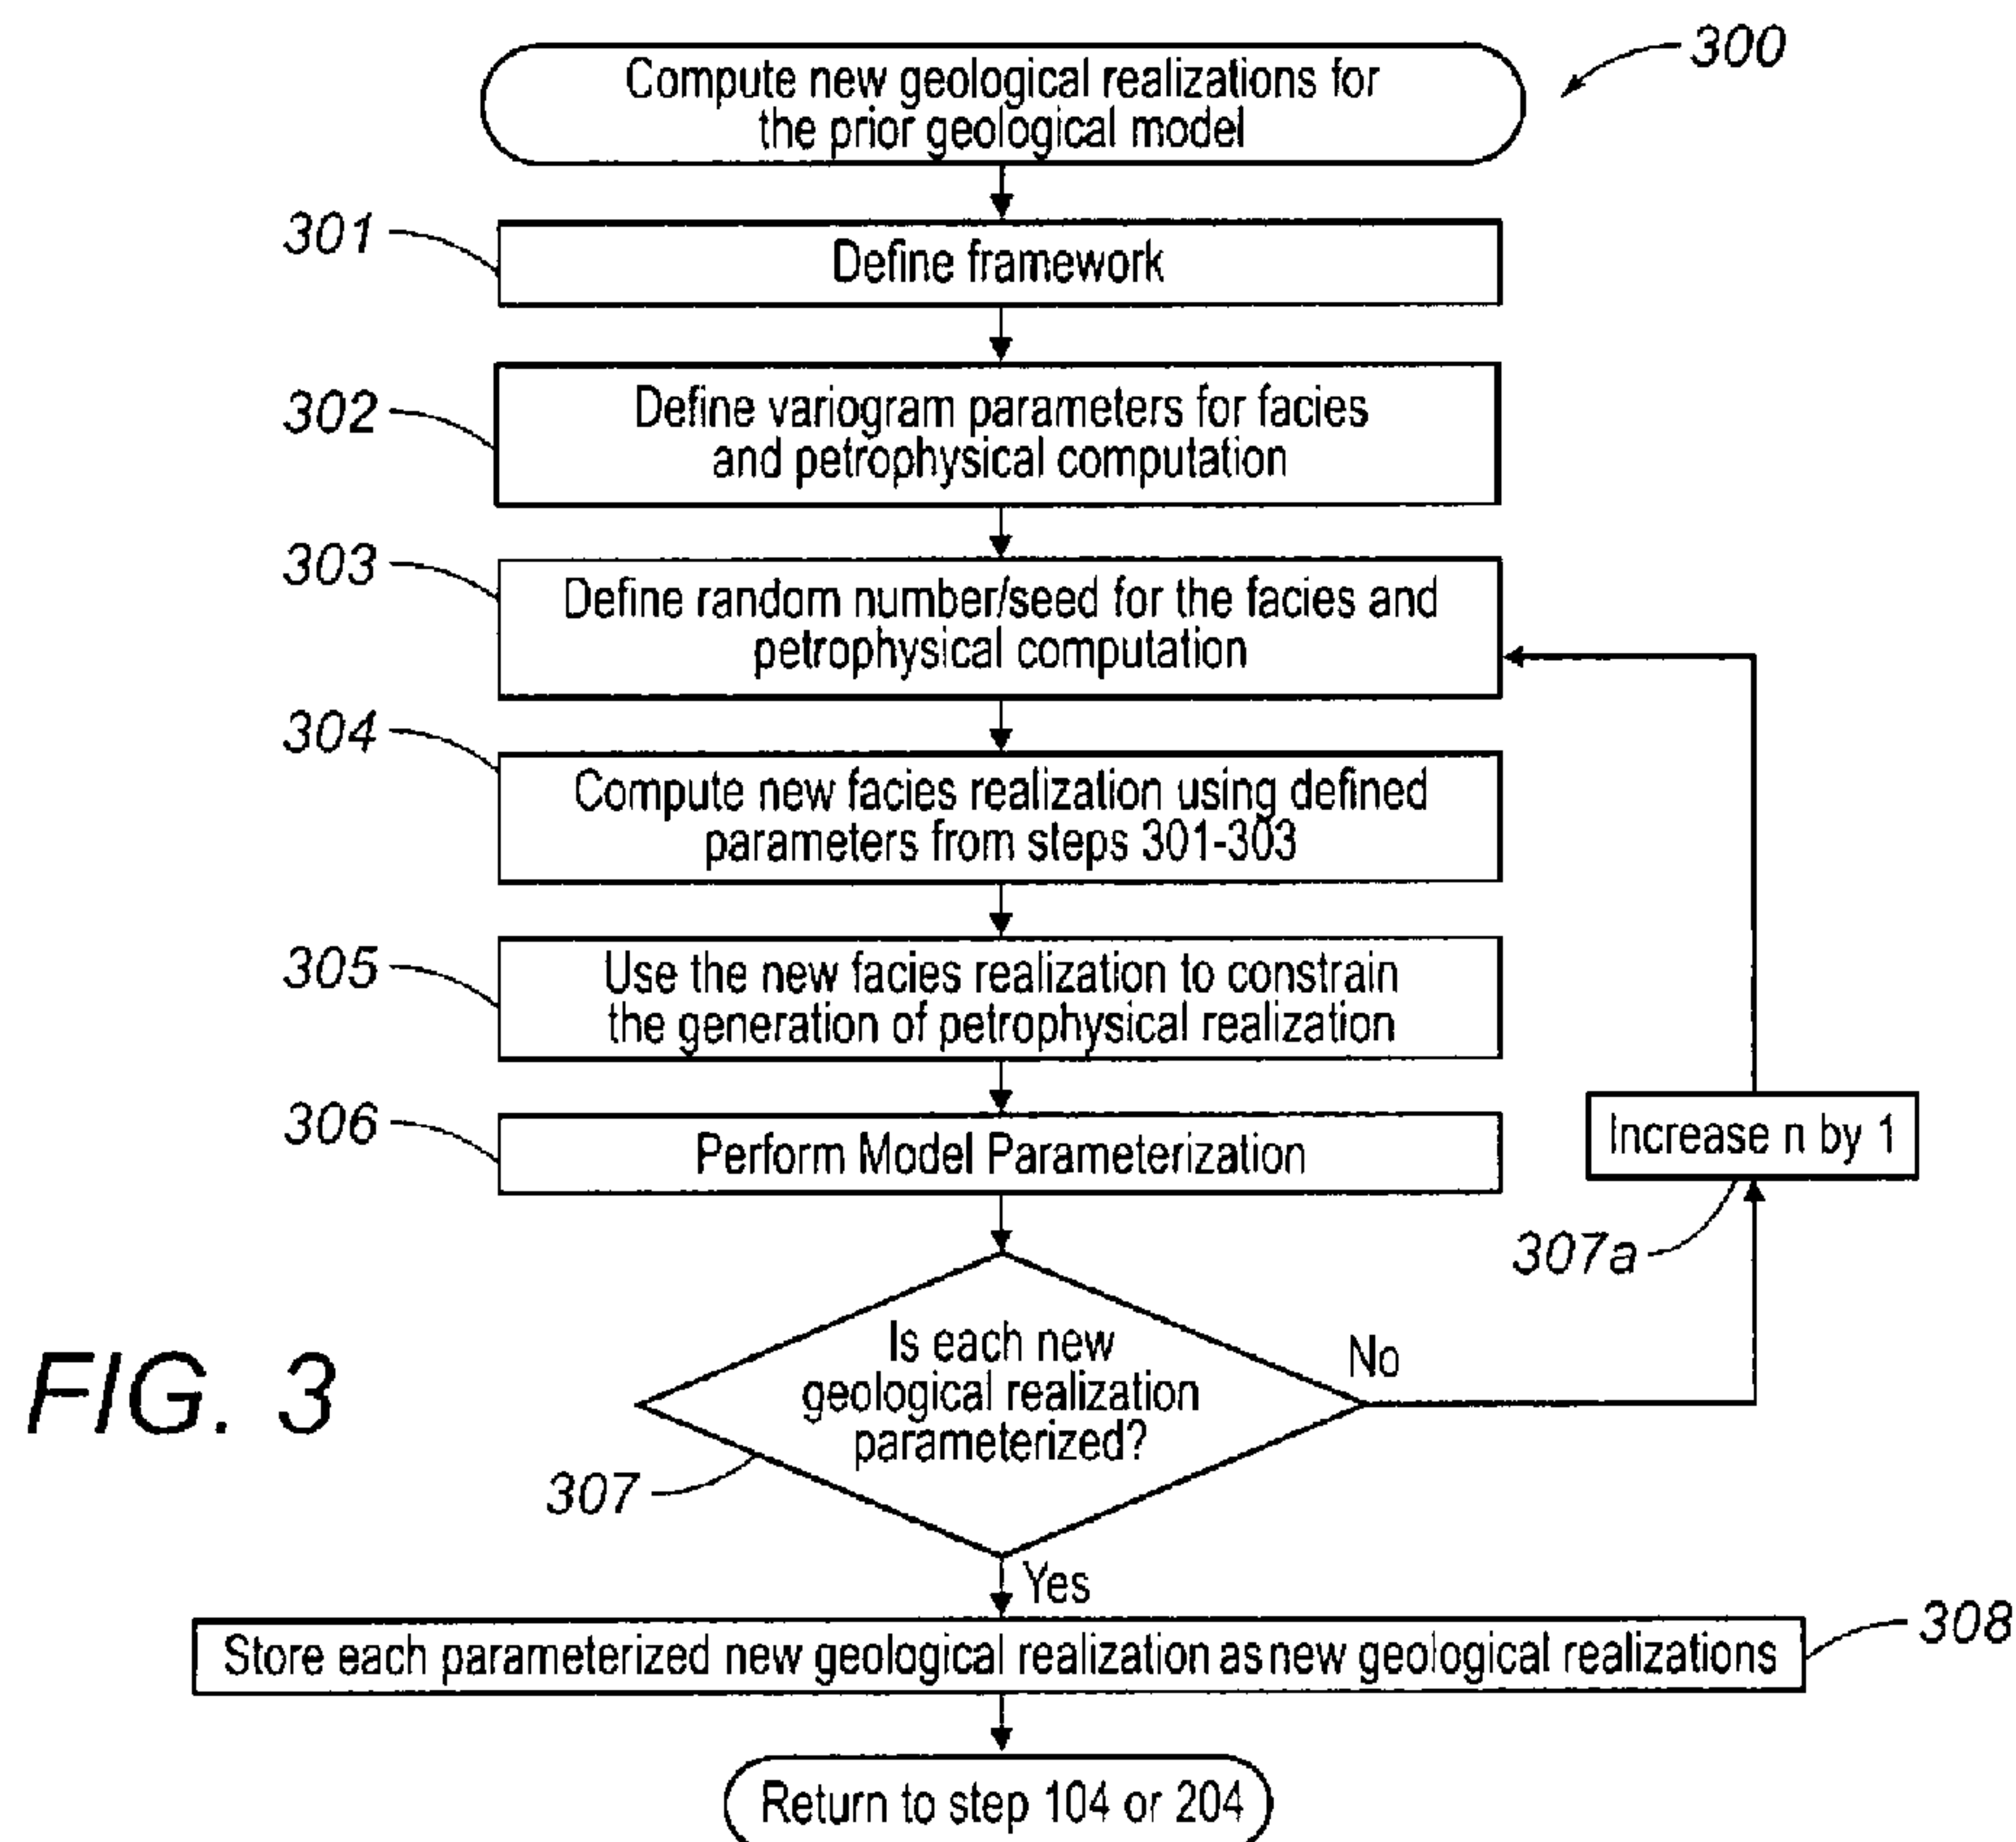 Compute new geological realizations for
the prior geological model
300
301
Define framework
302
Define variogram parameters for facies
and petrophysical computation
303
Define random number/seed for the facies and
petrophysical computation
304
Compute new facies realization using defined
parameters from steps 301-303
305
Use the new facies realization to constrain
the generation of petrophysical realization
306
Perform Model Parameterization
Increase n by 1
307a
Is each new
geological realization
parameterized?
No
FIG. 3
307
Yes
Store each parameterized new geological realization as new geological realizations
308
Return to step 104 or 204